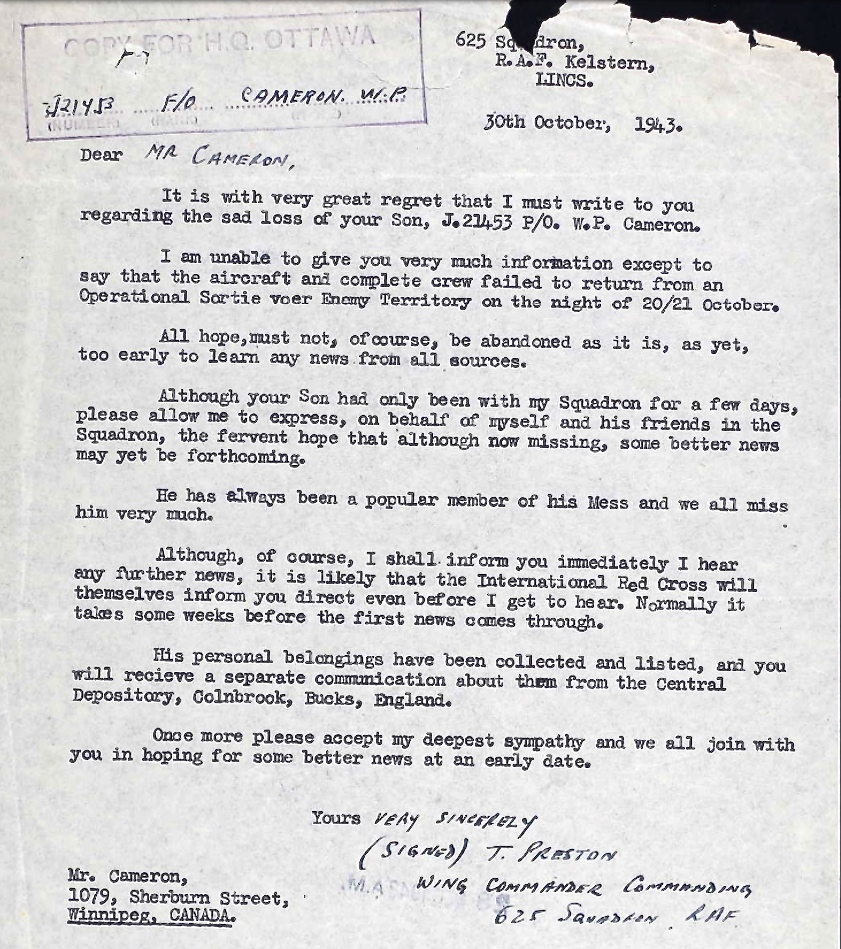 COPY FOR H.Q. OTTAWA
J21453 F/O CAMERON. W.P.
(NUMBER) (RANK)
625 Squadron,
R.A.F. Kelstern,
LINCS.
30th October, 1943.
Dear MR CAMERON,
It is with very great regret that I must write to you
regarding the sad loss of your Son, J.21453 P/O. W.P. Cameron.
I am unable to give you very much information except to
say that the aircraft and complete crew failed to return from an
Operational Sortie voer Enemy Territory on the night of 20/21 October.
All hope,must not, ofcourse, be abandoned as it is, as yet,
too early to learn any news from all sources.
Although your Son had only been with my Squadron for a few days,
please allow me to express, on behalf of myself and his friends in the
Squadron, the fervent hope that although now missing, some better news
may yet be forthcoming.
He has always been a popular member of his Mess and we all miss
him very much.
Although, of course, I shall inform you immediately I hear
any further news, it is likely that the International Red Cross will
themselves inform you direct even before I get to hear. Normally it
takes some weeks before the first news comes through.
His personal belongings have been collected and listed, and you
will recieve a separate communication about them from the Central
Depository, Colnbrook, Bucks, England.
Once more please accept my deepest sympathy and we all join with
you in hoping for some better news at an early date.
Yours VERY SINCERELY
(SIGNED) T. PRESTON
WING COMMANDER COMMANDING
625 SQUADRON RAF
Mr. Cameron,
1079, Sherburn Street,
Winnipeg, CANADA.